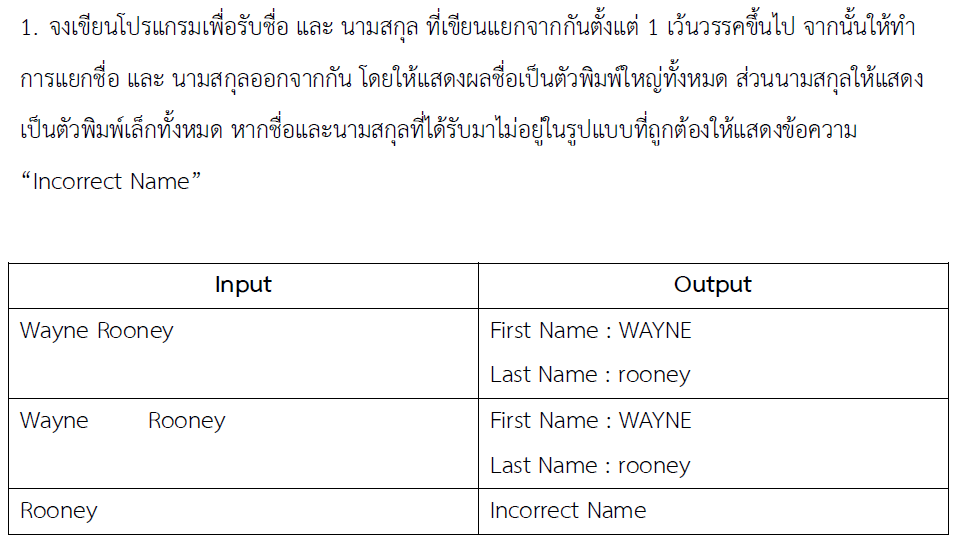 1. จงเขียนโปรแกรมเพื่อรับชื่อ และ นามสกุล ที่เขียนแยกจากกันตั้งแต่ 1 เว้นวรรคขึ้นไป จากนั้นให้ทำ
การแยกชื่อ และ นามสกุลออกจากกัน โดยให้แสดงผลชื่อเป็นตัวพิมพ์ใหญ่ทั้งหมด ส่วนนามสกุลให้แสดง
เป็นตัวพิมพ์เล็กทั้งหมด หากชื่อและนามสกุลที่ได้รับมาไม่อยู่ในรูปแบบที่ถูกต้องให้แสดงข้อความ
“Incorrect Name”
Input Output
Wayne Rooney First Name : WAYNE
Last Name : rooney
Wayne Rooney First Name : WAYNE
Last Name : rooney
Rooney Incorrect Name